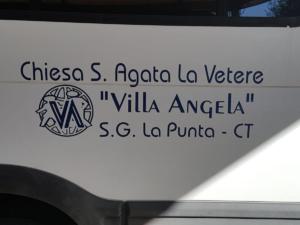 Chiesa S. Agata La Vetere
"VILLA ANGELA"
S.G. La Punta - CT